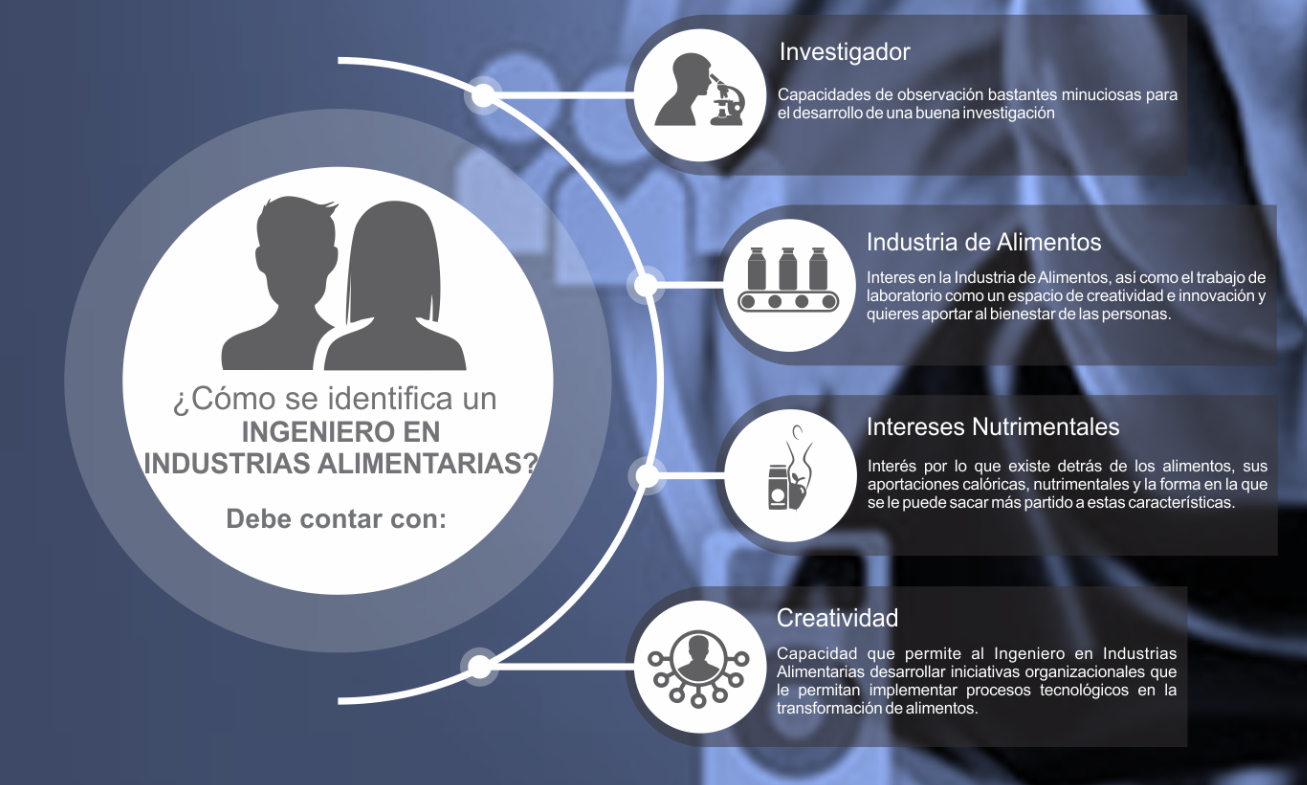 ¿Cómo se identifica un
INGENIERO EN
INDUSTRIAS ALIMENTARIAS?
Debe contar con:
Investigador
Capacidades de observación bastantes minuciosas para
el desarrollo de una buena investigación
Industria de Alimentos
Interes en la Industria de Alimentos, así como el trabajo de
laboratorio como un espacio de creatividad e innovación y
quieres aportar al bienestar de las personas.
Intereses Nutrimentales
Interés por lo que existe detrás de los alimentos, sus
aportaciones calóricas, nutrimentales y la forma en la que
se le puede sacar más partido a estas características.
Creatividad
Capacidad que permite al Ingeniero en Industrias
Alimentarias desarrollar iniciativas organizacionales que
le permitan implementar procesos tecnológicos en la
transformación de alimentos.